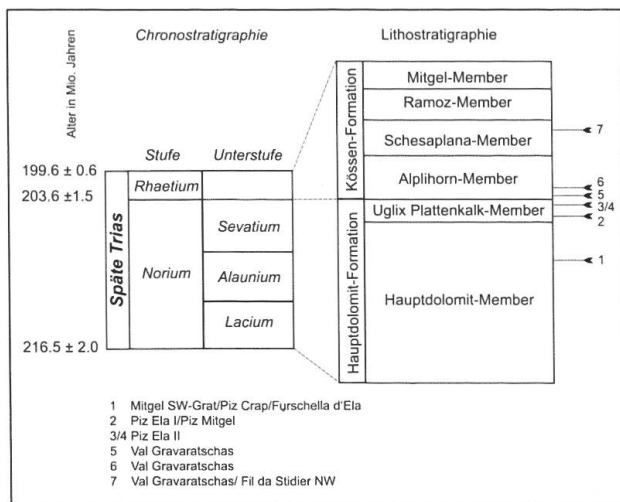 Chronostratigraphie
Lithostratigraphie
Alter in Mio. Jahren
Stufe
Unterstufe
199.6 ± 0.6
203.6 ±1.5
216.5 ± 2.0
Späte Trias
Rhaetium
Norium
Sevatium
Alaunium
Lacium
Kössen-Formation
Hauptdolomit-Formation
Mitgel-Member
Ramoz-Member
Schesaplana-Member
Alplihorn-Member
Uglix Plattenkalk-Member
Hauptdolomit-Member
7
6
5
3/4
2
1
1 Mitgel SW-Grat/Piz Crap/Furschella d'Ela
2 Piz Ela I/Piz Mitgel
3/4 Piz Ela II
5 Val Gravaratschas
6 Val Gravaratschas
7 Val Gravaratschas/ Fil da Stidier NW